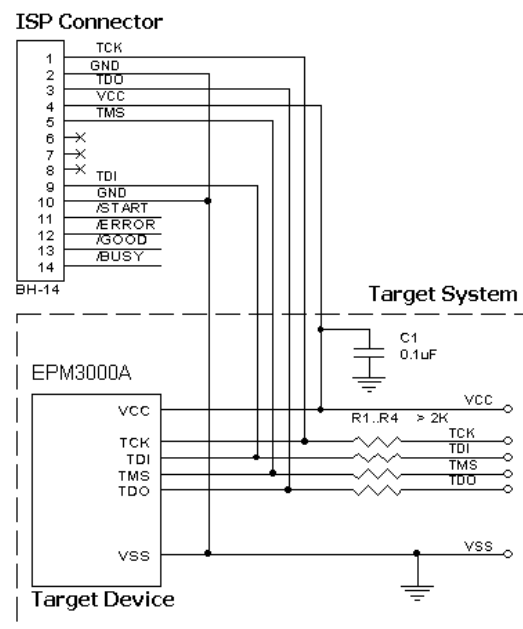 ISP Connector
1 TCK
2 GND
3 TDO
4 VCC
5 TMS
6
7
8
9 TDI
10 GND
11 /START
12 /ERROR
13 /GOOD
14 /BUSY
BH-14
Target System
C1
0.1uF
EPM3000A
VCC VCC
R1..R4 > 2K
TCK TCK
TDI TDI
TMS TMS
TDO TDO
VSS VSS
Target Device